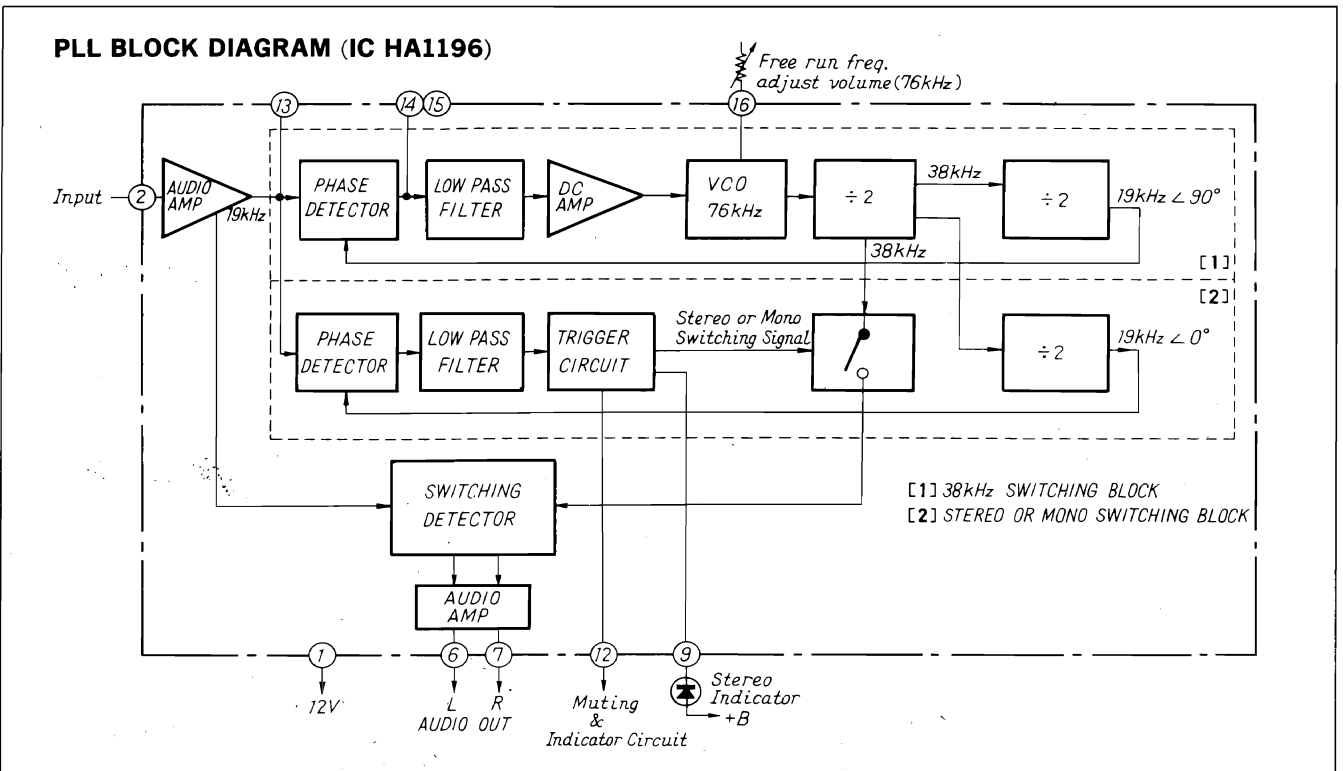 PLL BLOCK DIAGRAM (IC HA1196)
Free run freq.
adjust volume (76kHz)
13
14
15
16
Input
2
AUDIO
AMP
19kHz
PHASE
DETECTOR
LOW PASS
FILTER
DC
AMP
VCO
76kHz
÷2
38kHz
÷2
19kHz ∠ 90°
38kHz
[1]
[2]
PHASE
DETECTOR
LOW PASS
FILTER
TRIGGER
CIRCUIT
Stereo or Mono
Switching Signal
÷2
19kHz ∠ 0°
SWITCHING
DETECTOR
[1] 38kHz SWITCHING BLOCK
[2] STEREO OR MONO SWITCHING BLOCK
AUDIO
AMP
1
6
7
12
9
12V
L R
AUDIO OUT
Muting
&
Indicator Circuit
Stereo
Indicator
+B